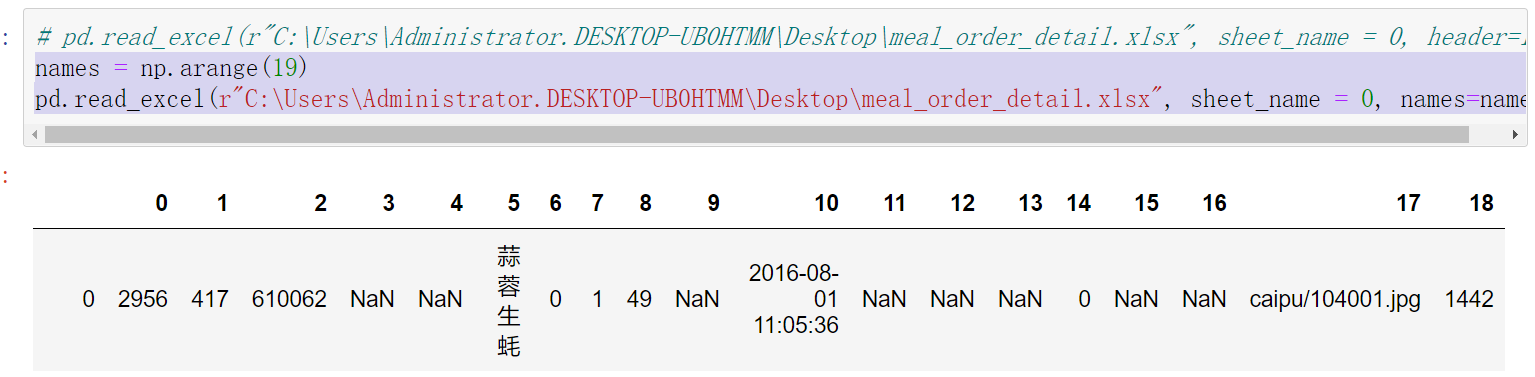 :
# pd.read_excel(r"C:\Users\Administrator.DESKTOP-UBOHTMM\Desktop\meal_order_detail.xlsx", sheet_name = 0, header=
names = np.arange(19)
pd.read_excel(r"C:\Users\Administrator.DESKTOP-UBOHTMM\Desktop\meal_order_detail.xlsx", sheet_name = 0, names=name
:
0 1 2 3 4 5 6 7 8 9 10 11 12 13 14 15 16 17 18
0 2956 417 610062 NaN NaN 蒜蓉生蚝 0 1 49 NaN 2016-08-01 11:05:36 NaN NaN NaN 0 NaN NaN caipu/104001.jpg 1442